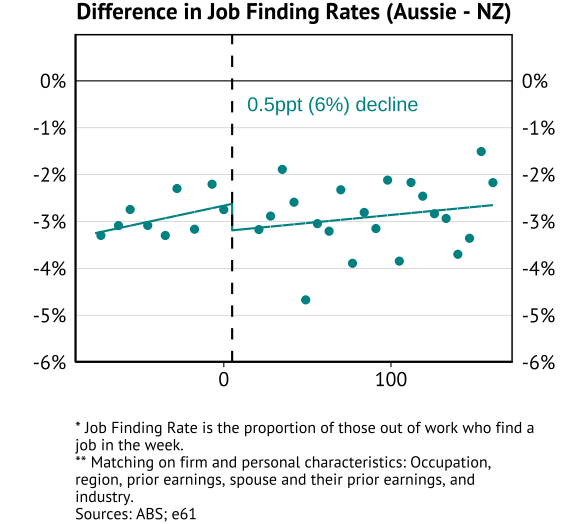 Difference in Job Finding Rates (Aussie - NZ)
0% 0%
0.5ppt (6%) decline
-1% -1%
-2% -2%
-3% -3%
-4% -4%
-5% -5%
-6% -6%
0 100
* Job Finding Rate is the proportion of those out of work who find a
job in the week.
** Matching on firm and personal characteristics: Occupation,
region, prior earnings, spouse and their prior earnings, and
industry.
Sources: ABS; e61